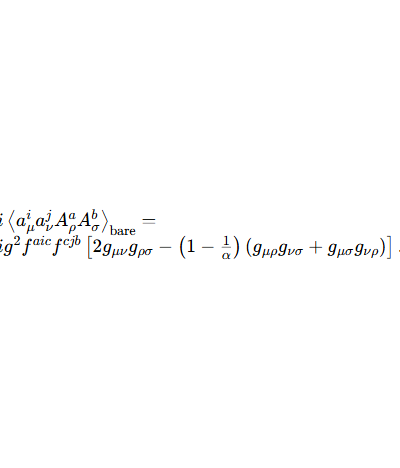 i ⟨a^i_μ a^j_ν A^a_ρ A^b_σ⟩_bare =
ig^2 f^{aic} f^{cjb} [2g_{μν} g_{ρσ} − (1 − 1/α) (g_{μρ} g_{νσ} + g_{μσ} g_{νρ})] .